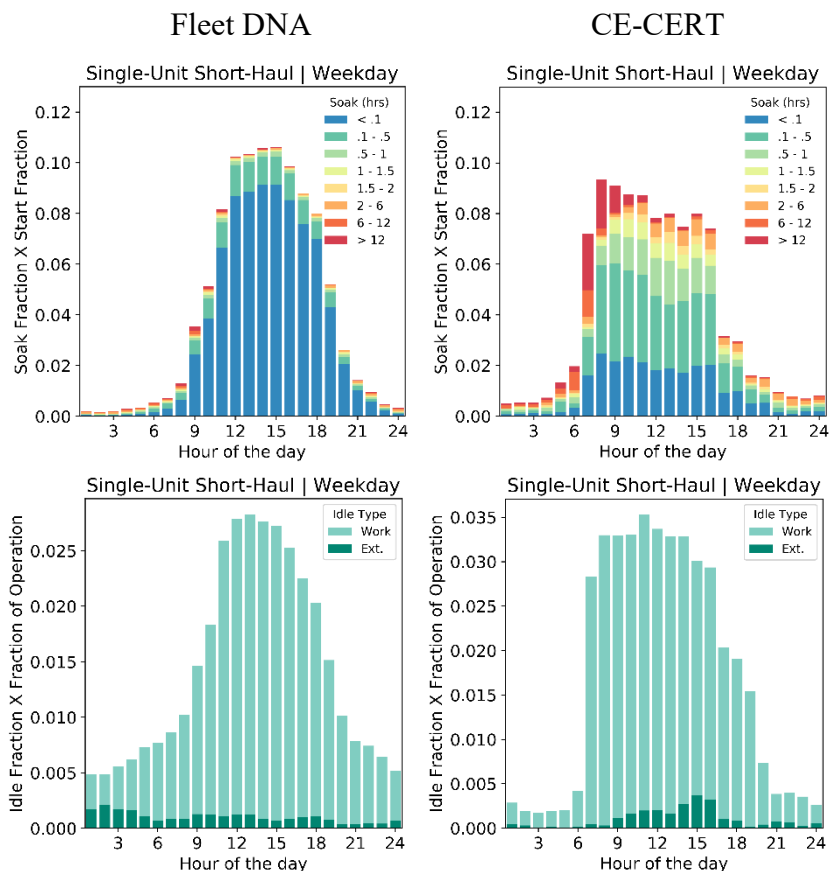 Fleet DNA
CE-CERT
Single-Unit Short-Haul | Weekday
Soak Fraction X Start Fraction
0.12
0.10
0.08
0.06
0.04
0.02
0.00
Soak (hrs)
< .1
.1 - .5
.5 - 1
1 - 1.5
1.5 - 2
2 - 6
6 - 12
> 12
3 6 9 12 15 18 21 24
Hour of the day
Single-Unit Short-Haul | Weekday
Soak Fraction X Start Fraction
0.12
0.10
0.08
0.06
0.04
0.02
0.00
Soak (hrs)
< .1
.1 - .5
.5 - 1
1 - 1.5
1.5 - 2
2 - 6
6 - 12
> 12
3 6 9 12 15 18 21 24
Hour of the day
Single-Unit Short-Haul | Weekday
Idle Fraction X Fraction of Operation
0.025
0.020
0.015
0.010
0.005
0.000
Idle Type
Work
Ext.
3 6 9 12 15 18 21 24
Hour of the day
Single-Unit Short-Haul | Weekday
Idle Fraction X Fraction of Operation
0.035
0.030
0.025
0.020
0.015
0.010
0.005
0.000
Idle Type
Work
Ext.
3 6 9 12 15 18 21 24
Hour of the day